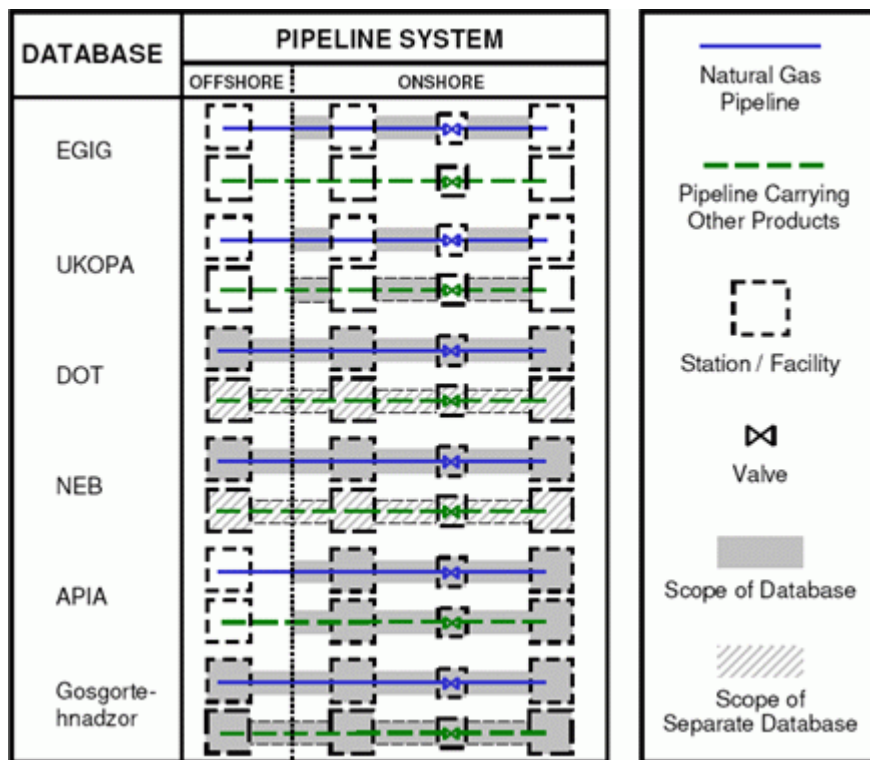 DATABASE
PIPELINE SYSTEM
OFFSHORE
ONSHORE
EGIG
UKOPA
DOT
NEB
APIA
Gosgorte-
hnadzor
Natural Gas
Pipeline
Pipeline Carrying
Other Products
Station / Facility
Valve
Scope of Database
Scope of
Separate Database